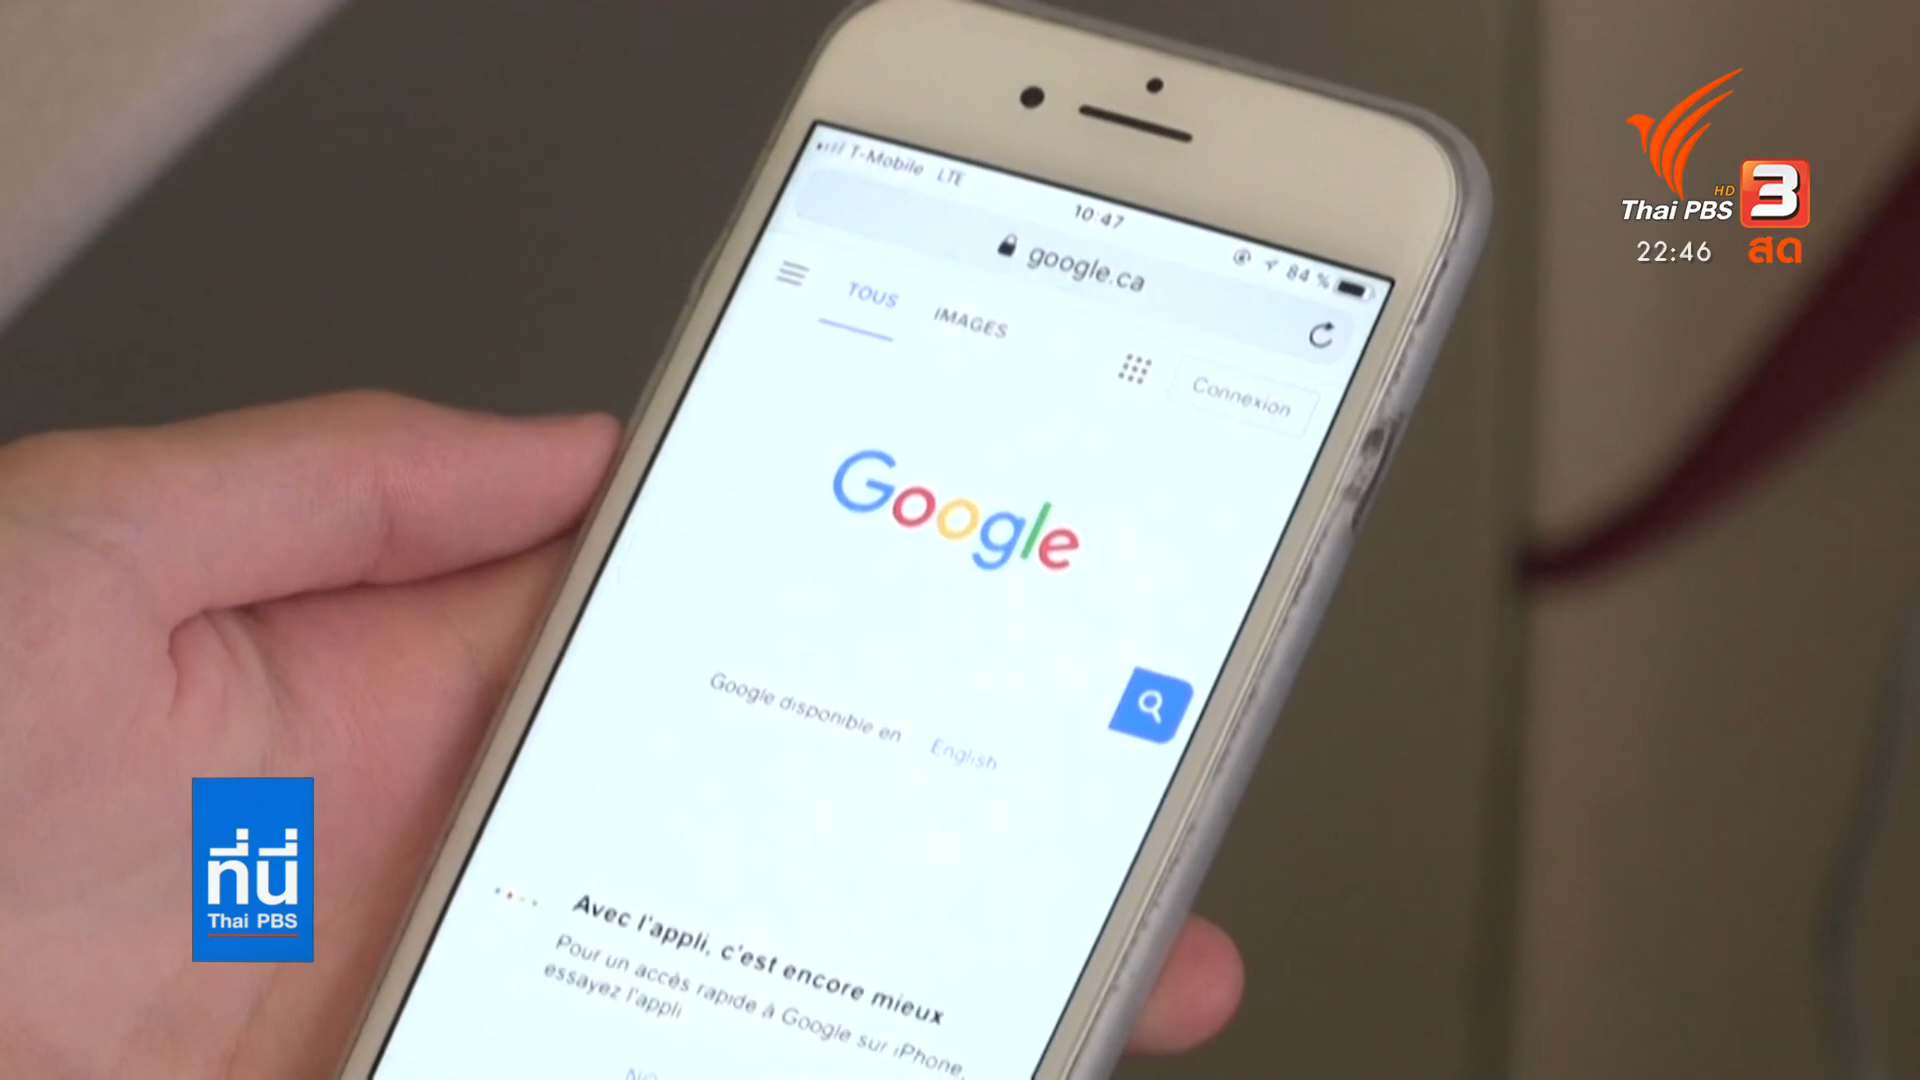 T-Mobile LTE
10:47
84 %
google.ca
TOUS IMAGES
Connexion
Google
Google disponible en English
Avec l'appli, c'est encore mieux
Pour un accès rapide à Google sur iPhone,
essayez l'appli
Thai PBS HD 3
22:46 สด
ที่นี่
Thai PBS